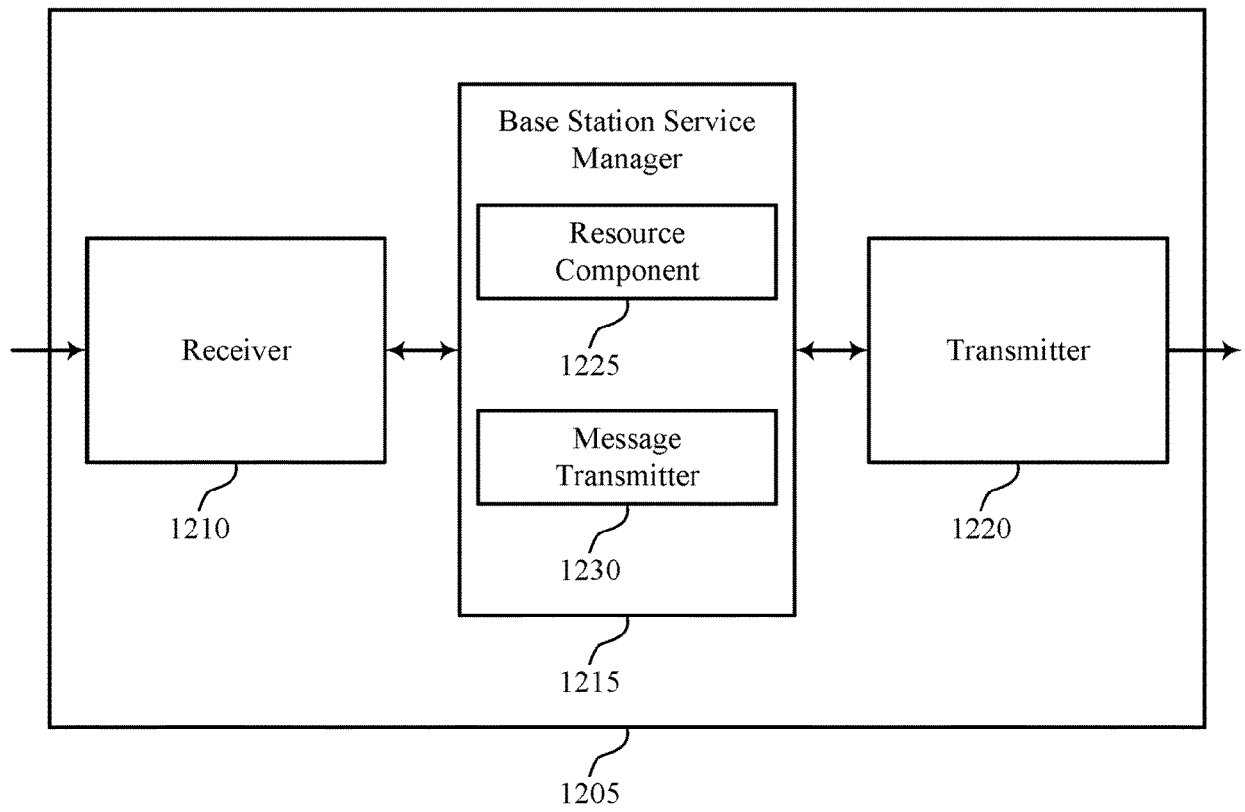 Base Station Service
Manager
Resource
Component
1225
Receiver
1210
Message
Transmitter
1230
Transmitter
1220
1215
1205